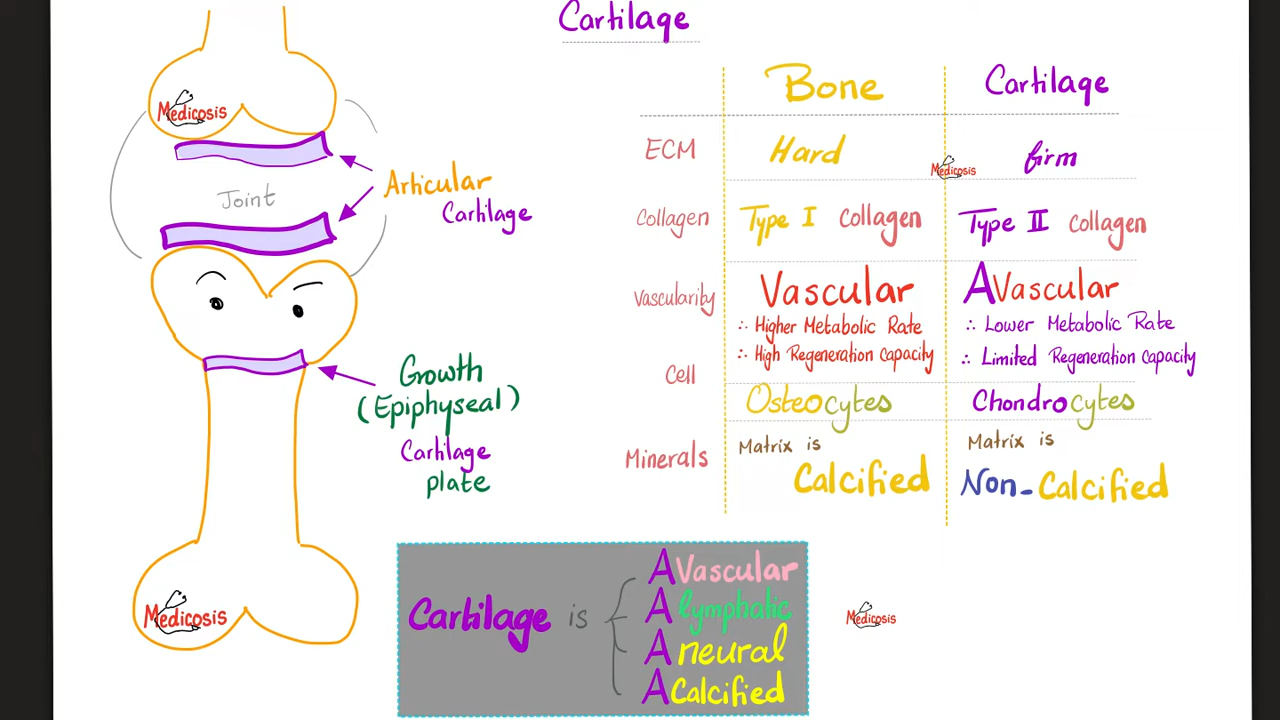 Cartilage
Medicosis
Joint
Articular
Cartilage
Growth
(Epiphyseal)
Cartilage
plate
Medicosis
Bone
Cartilage
ECM
Hard
firm
Medicosis
Collagen
Type I Collagen
Type II Collagen
Vascularity
Vascular
∴ Higher Metabolic Rate
∴ High Regeneration Capacity
AVascular
∴ Lower Metabolic Rate
∴ Limited Regeneration Capacity
Cell
Osteocytes
Chondrocytes
Minerals
Matrix is
Calcified
Matrix is
Non-Calcified
Cartilage is
AVascular
Alymphatic
Aneural
ACalcified
Medicosis